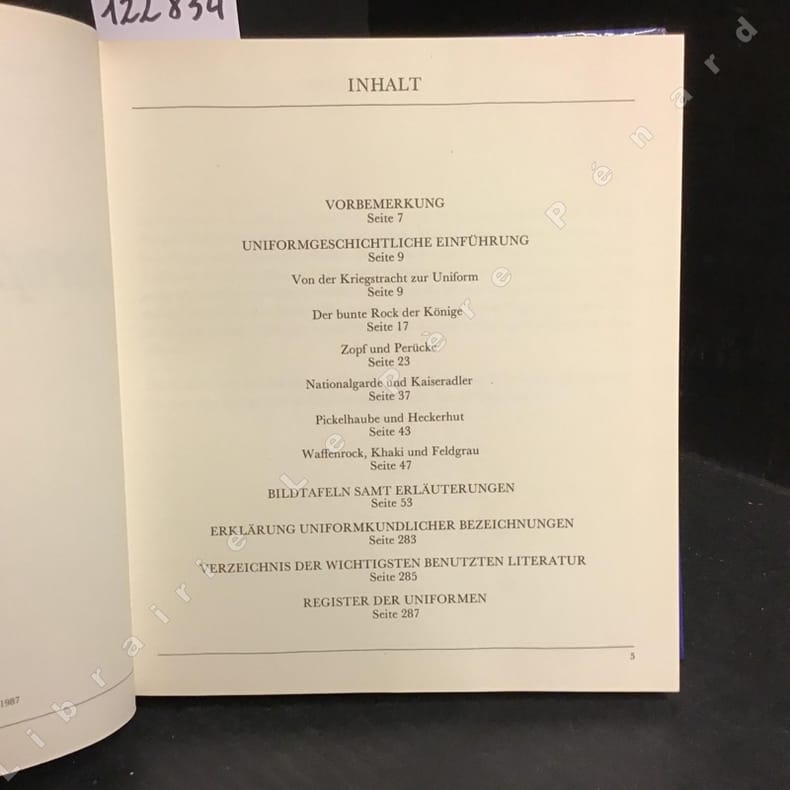 122834
INHALT
VORBEMERKUNG
Seite 7
UNIFORMGESCHICHTLICHE EINFÜHRUNG
Seite 9
Von der Kriegstracht zur Uniform
Seite 9
Der bunte Rock der Könige
Seite 17
Zopf und Perücke
Seite 23
Nationalgarde und Kaiseradler
Seite 37
Pickelhaube und Heckerhut
Seite 43
Waffenrock, Khaki und Feldgrau
Seite 47
BILDTAFELN SAMT ERLÄUTERUNGEN
Seite 53
ERKLÄRUNG UNIFORMKUNDLICHER BEZEICHNUNGEN
Seite 283
VERZEICHNIS DER WICHTIGSTEN BENUTZTEN LITERATUR
Seite 285
REGISTER DER UNIFORMEN
Seite 287
5
1987
Librairie Le Père Pénard